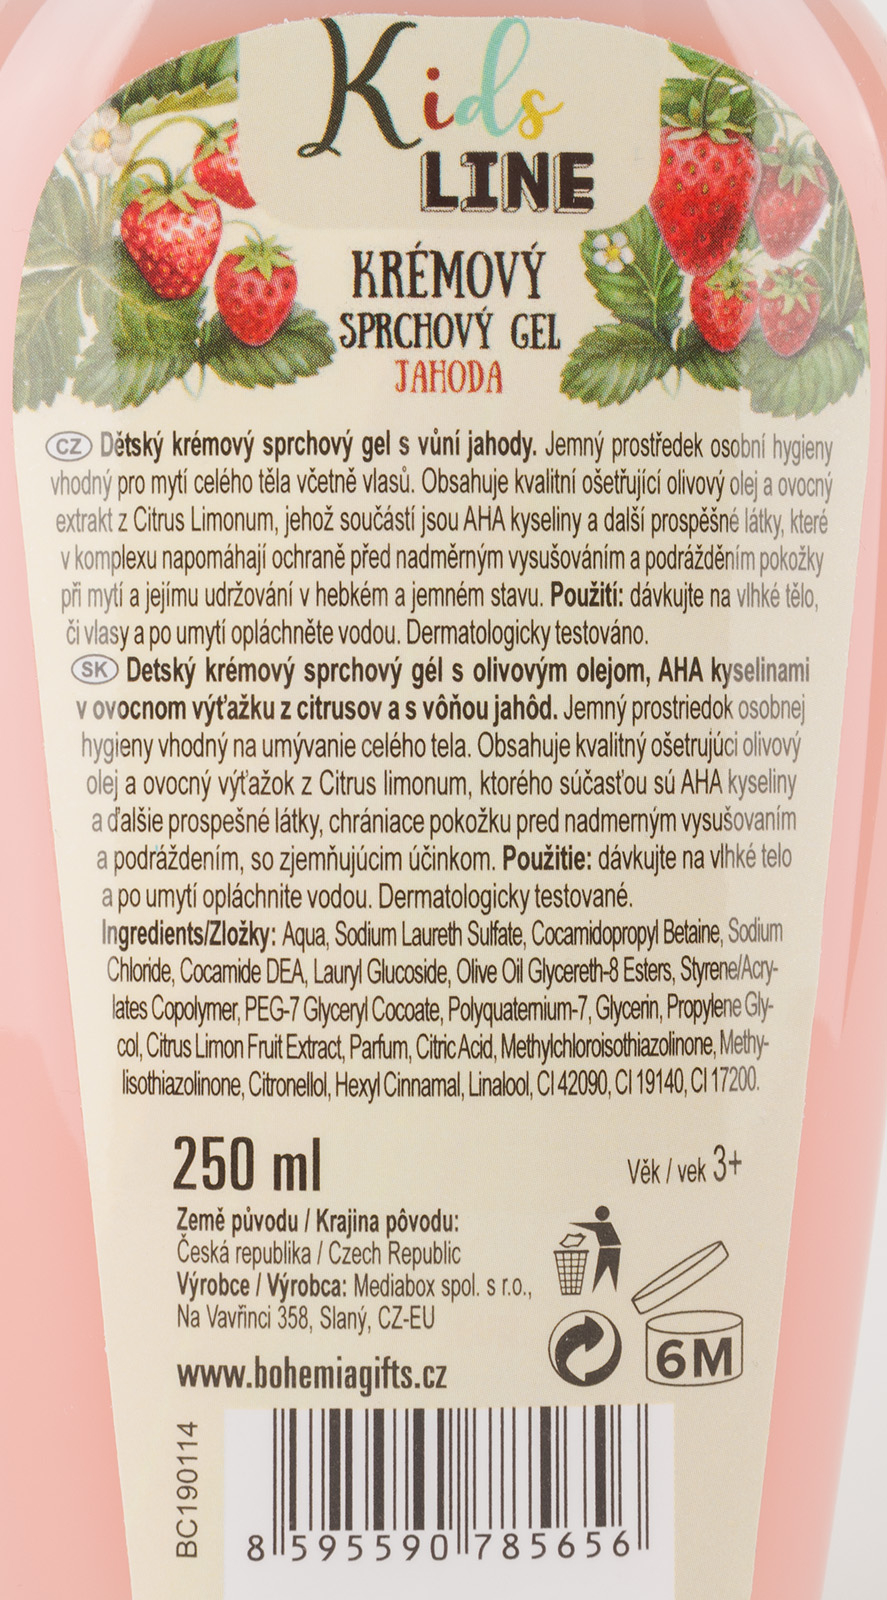 Kids
LINE
KRÉMOVÝ
SPRCHOVÝ GEL
JAHODA
CZ Dětský krémový sprchový gel s vůní jahody. Jemný prostředek osobní hygieny
vhodný pro mytí celého těla včetně vlasů. Obsahuje kvalitní ošetřující olivový olej a ovocný
extrakt z Citrus Limonum, jehož součástí jsou AHA kyseliny a další prospěšné látky, které
v komplexu napomáhají ochraně před nadměrným vysušováním a podrážděním pokožky
při mytí a jejímu udržování v hebkém a jemném stavu. Použití: dávkujte na vlhké tělo,
či vlasy a po umytí opláchněte vodou. Dermatologicky testováno.
SK Detský krémový sprchový gél s olivovým olejom, AHA kyselinami
v ovocnom výťažku z citrusov a s vôňou jahôd. Jemný prostriedok osobnej
hygieny vhodný na umývanie celého tela. Obsahuje kvalitný ošetrujúci olivový
olej a ovocný výťažok z Citrus limonum, ktorého súčasťou sú AHA kyseliny
a ďalšie prospešné látky, chrániace pokožku pred nadmerným vysušovaním
a podráždením, so zjemňujúcim účinkom. Použitie: dávkujte na vlhké telo
a po umytí opláchnite vodou. Dermatologicky testované.
Ingredients/Zložky: Aqua, Sodium Laureth Sulfate, Cocamidopropyl Betaine, Sodium
Chloride, Cocamide DEA, Lauryl Glucoside, Olive Oil Glycereth-8 Esters, Styrene/Acry-
lates Copolymer, PEG-7 Glyceryl Cocoate, Polyquaternium-7, Glycerin, Propylene Gly-
col, Citrus Limon Fruit Extract, Parfum, Citric Acid, Methylchloroisothiazolinone, Methy-
lisothiazolinone, Citronellol, Hexyl Cinnamal, Linalool, CI 42090, CI 19140, CI 17200.
250 ml
Věk / vek 3+
Země původu / Krajina pôvodu:
Česká republika / Czech Republic
Výrobce / Výrobca: Mediabox spol. s r.o.,
Na Vavřinci 358, Slaný, CZ-EU
6M
www.bohemiagifts.cz
BC190114
8 595590 785656